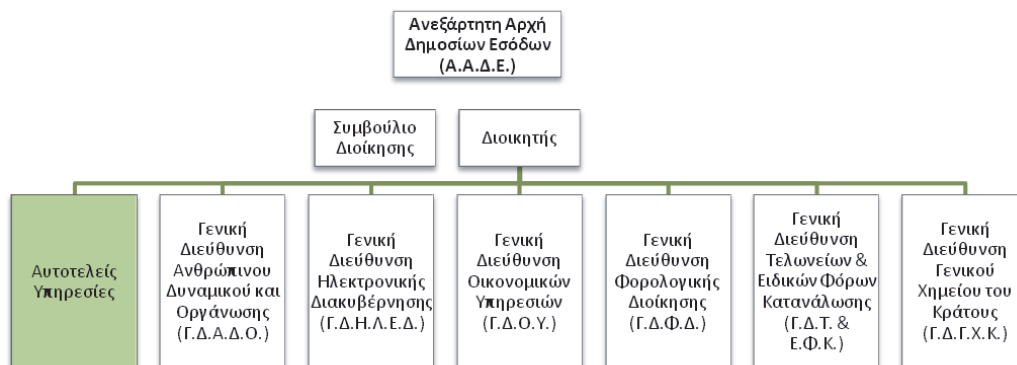 Ανεξάρτητη Αρχή
Δημοσίων Εσόδων
(Α.Α.Δ.Ε.)
Συμβούλιο
Διοίκησης
Διοικητής
Αυτοτελείς
Υπηρεσίες
Γενική
Διεύθυνση
Ανθρώπινου
Δυναμικού και
Οργάνωσης
(Γ.Δ.Α.Δ.Ο.)
Γενική
Διεύθυνση
Ηλεκτρονικής
Διακυβέρνησης
(Γ.Δ.Η.Λ.Ε.Δ.)
Γενική
Διεύθυνση
Οικονομικών
Υπηρεσιών
(Γ.Δ.Ο.Υ.)
Γενική
Διεύθυνση
Φορολογικής
Διοίκησης
(Γ.Δ.Φ.Δ.)
Γενική
Διεύθυνση
Τελωνείων &
Ειδικών Φόρων
Κατανάλωσης
(Γ.Δ.Τ. &
Ε.Φ.Κ.)
Γενική
Διεύθυνση
Γενικού
Χημείου του
Κράτους
(Γ.Δ.Γ.Χ.Κ.)